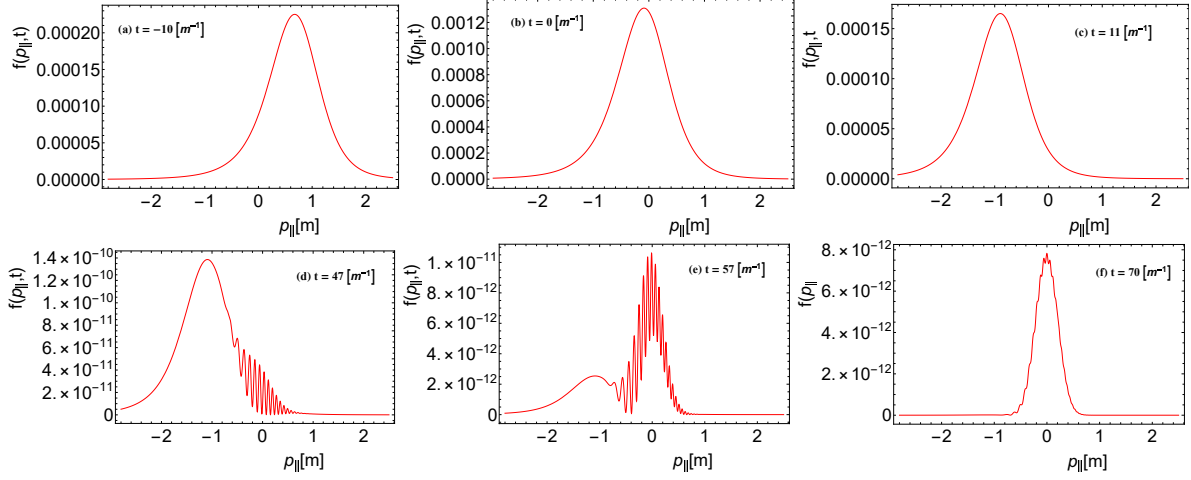 (a) t = −10 [m⁻¹]
f(p∥,t)
0.00020
0.00015
0.00010
0.00005
0.00000
−2 −1 0 1 2
p∥[m]
(b) t = 0 [m⁻¹]
f(p∥,t)
0.0012
0.0010
0.0008
0.0006
0.0004
0.0002
0.0000
−2 −1 0 1 2
p∥[m]
(c) t = 11 [m⁻¹]
f(p∥,t
0.00015
0.00010
0.00005
0.00000
−2 −1 0 1 2
p∥[m]
(d) t = 47 [m⁻¹]
f(p∥,t)
1.4 × 10⁻¹⁰
1.2 × 10⁻¹⁰
1. × 10⁻¹⁰
8. × 10⁻¹¹
6. × 10⁻¹¹
4. × 10⁻¹¹
2. × 10⁻¹¹
0
−2 −1 0 1 2
p∥[m]
(e) t = 57 [m⁻¹]
f(p∥,t)
1. × 10⁻¹¹
8. × 10⁻¹²
6. × 10⁻¹²
4. × 10⁻¹²
2. × 10⁻¹²
0
−2 −1 0 1 2
p∥[m]
(f) t = 70 [m⁻¹]
f(p∥
8. × 10⁻¹²
6. × 10⁻¹²
4. × 10⁻¹²
2. × 10⁻¹²
0
−2 −1 0 1 2
p∥[m]